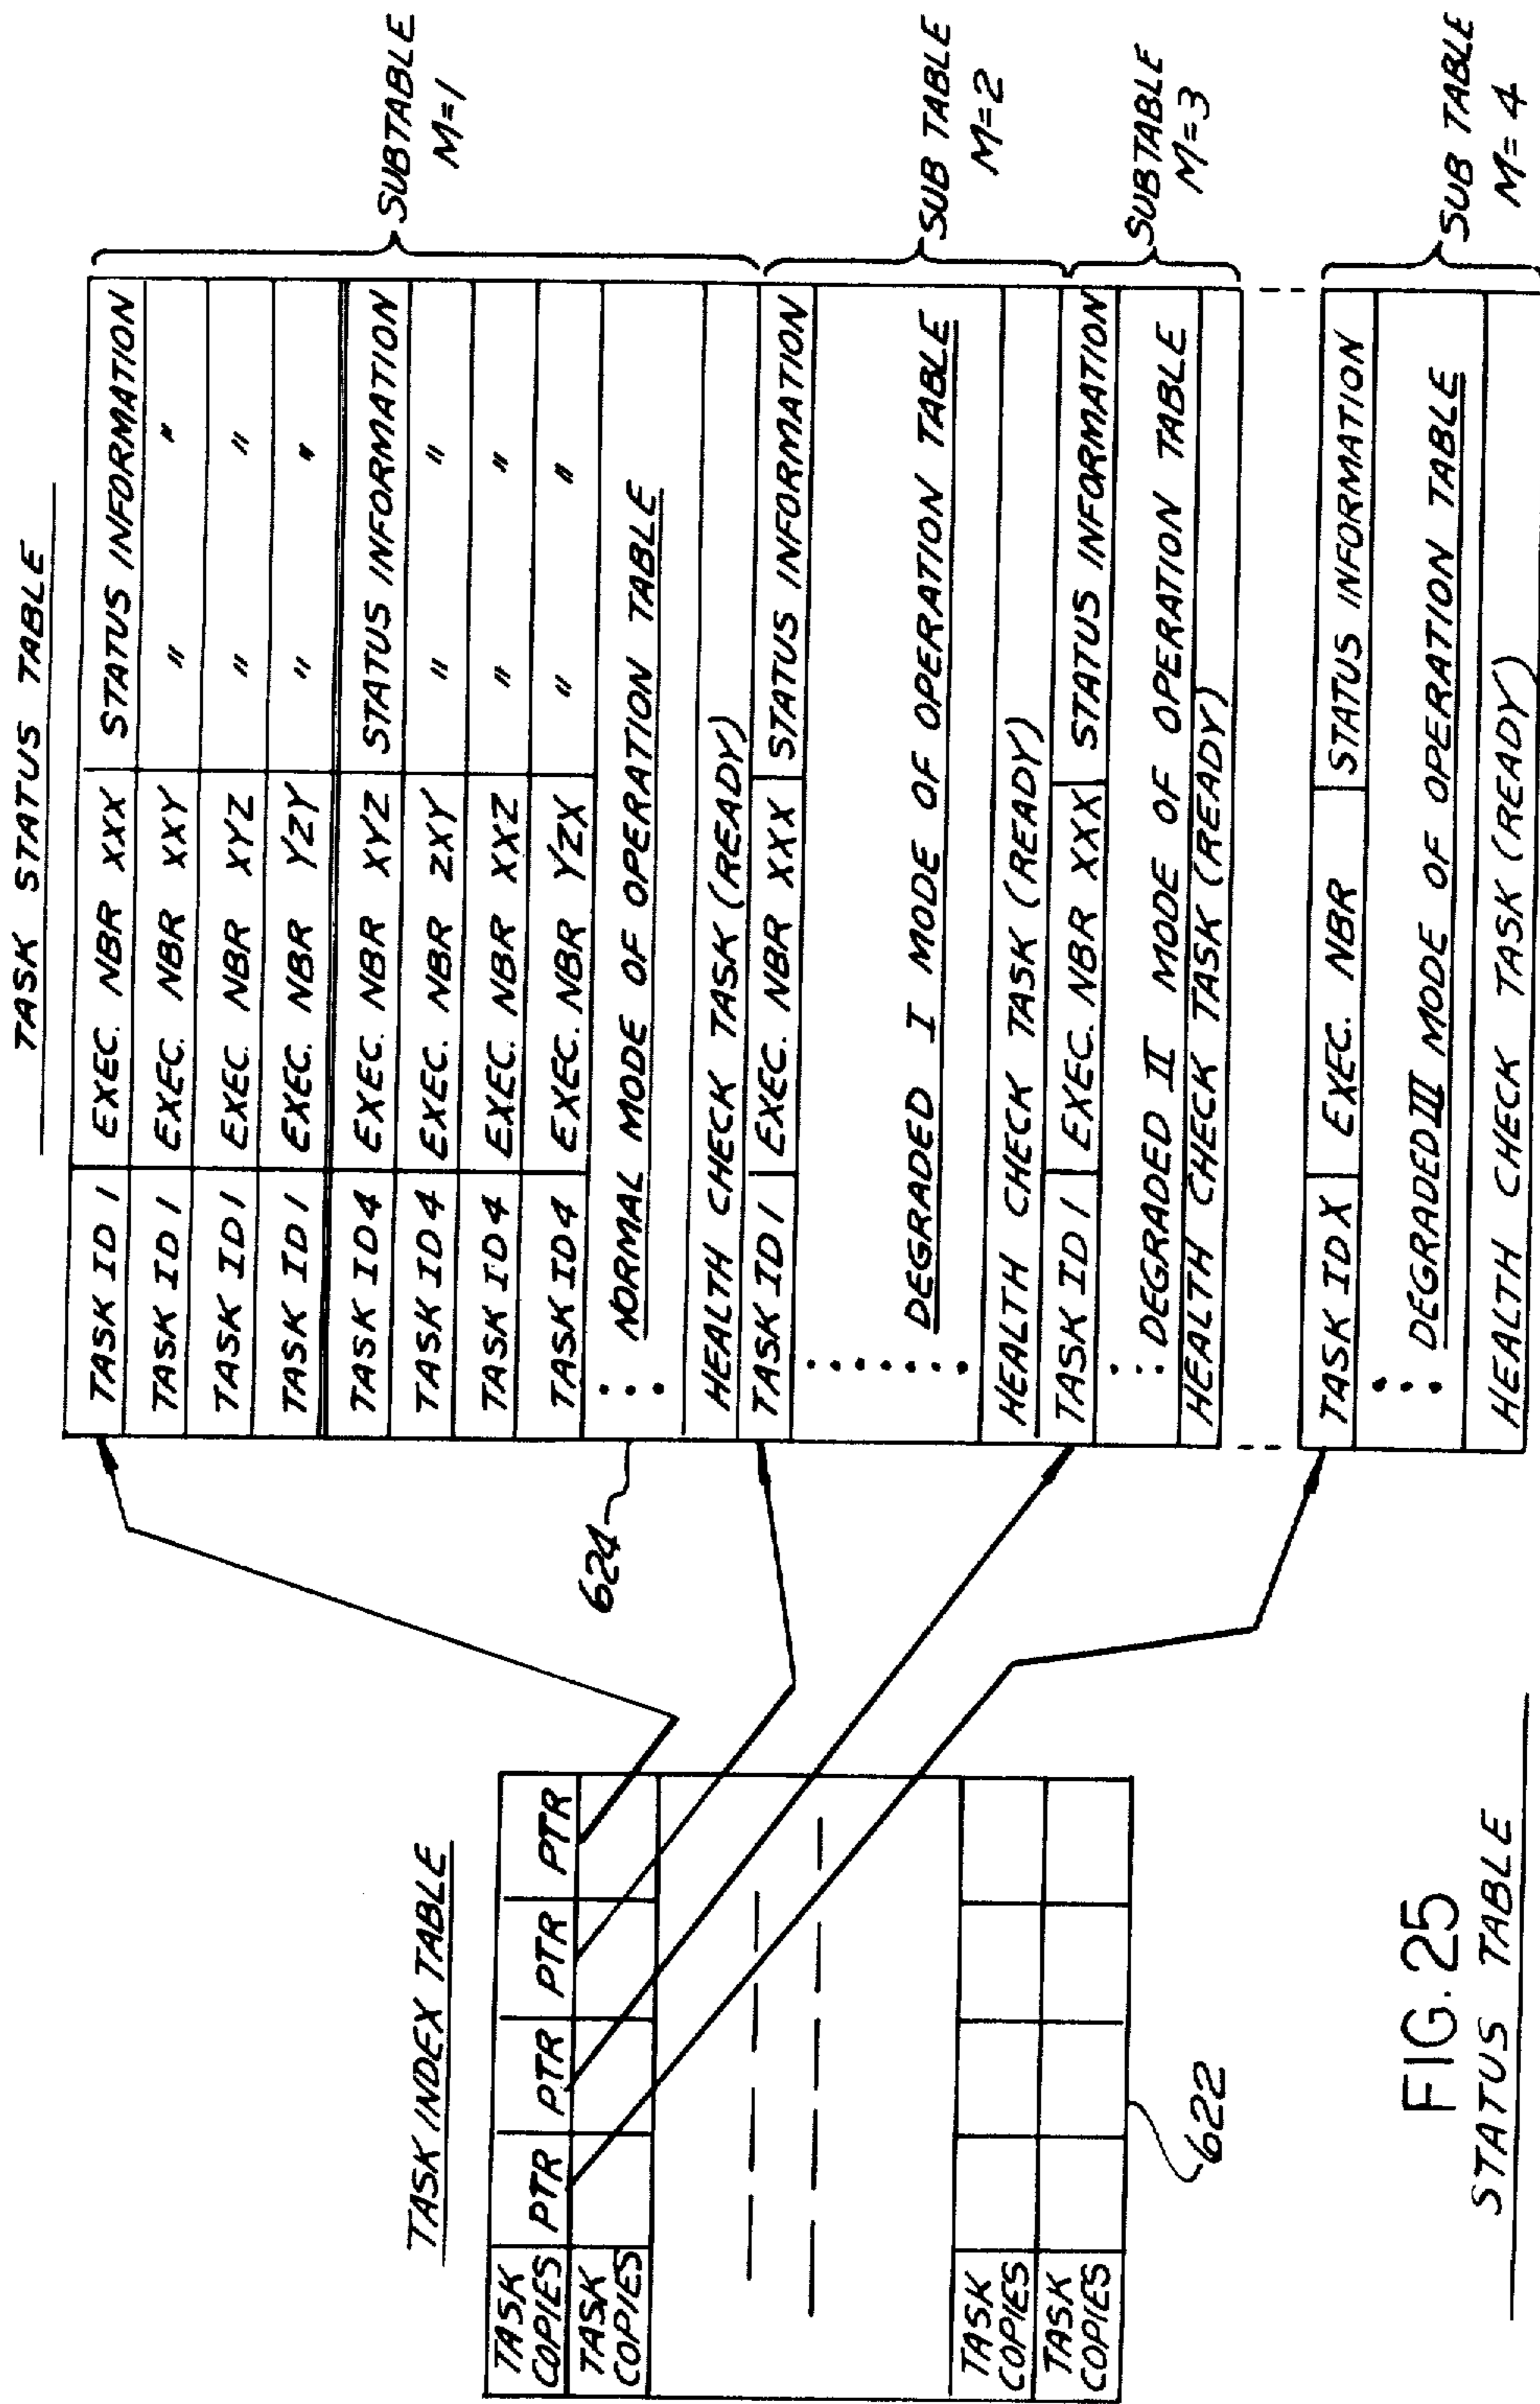 TASK STATUS TABLE
TASK ID 1 EXEC. NBR XXX STATUS INFORMATION
TASK ID 1 EXEC. NBR XXY " "
TASK ID 1 EXEC. NBR XYZ " "
TASK ID 1 EXEC. NBR YZY " "
TASK ID 4 EXEC. NBR XYZ STATUS INFORMATION
TASK ID 4 EXEC. NBR ZXY " "
TASK ID 4 EXEC. NBR XXZ " "
TASK ID 4 EXEC. NBR YZX " "
NORMAL MODE OF OPERATION TABLE
HEALTH CHECK TASK (READY)
SUBTABLE
M=1
TASK ID 1 EXEC. NBR XXX STATUS INFORMATION
DEGRADED I MODE OF OPERATION TABLE
HEALTH CHECK TASK (READY)
SUB TABLE
M=2
TASK ID 1 EXEC. NBR XXX STATUS INFORMATION
DEGRADED II MODE OF OPERATION TABLE
HEALTH CHECK TASK (READY)
SUBTABLE
M=3
TASK ID X EXEC. NBR STATUS INFORMATION
DEGRADED III MODE OF OPERATION TABLE
HEALTH CHECK TASK (READY)
SUB TABLE
M=4
624
TASK INDEX TABLE
TASK COPIES PTR PTR PTR PTR
TASK COPIES
TASK COPIES
TASK COPIES
622
FIG. 25
STATUS TABLE